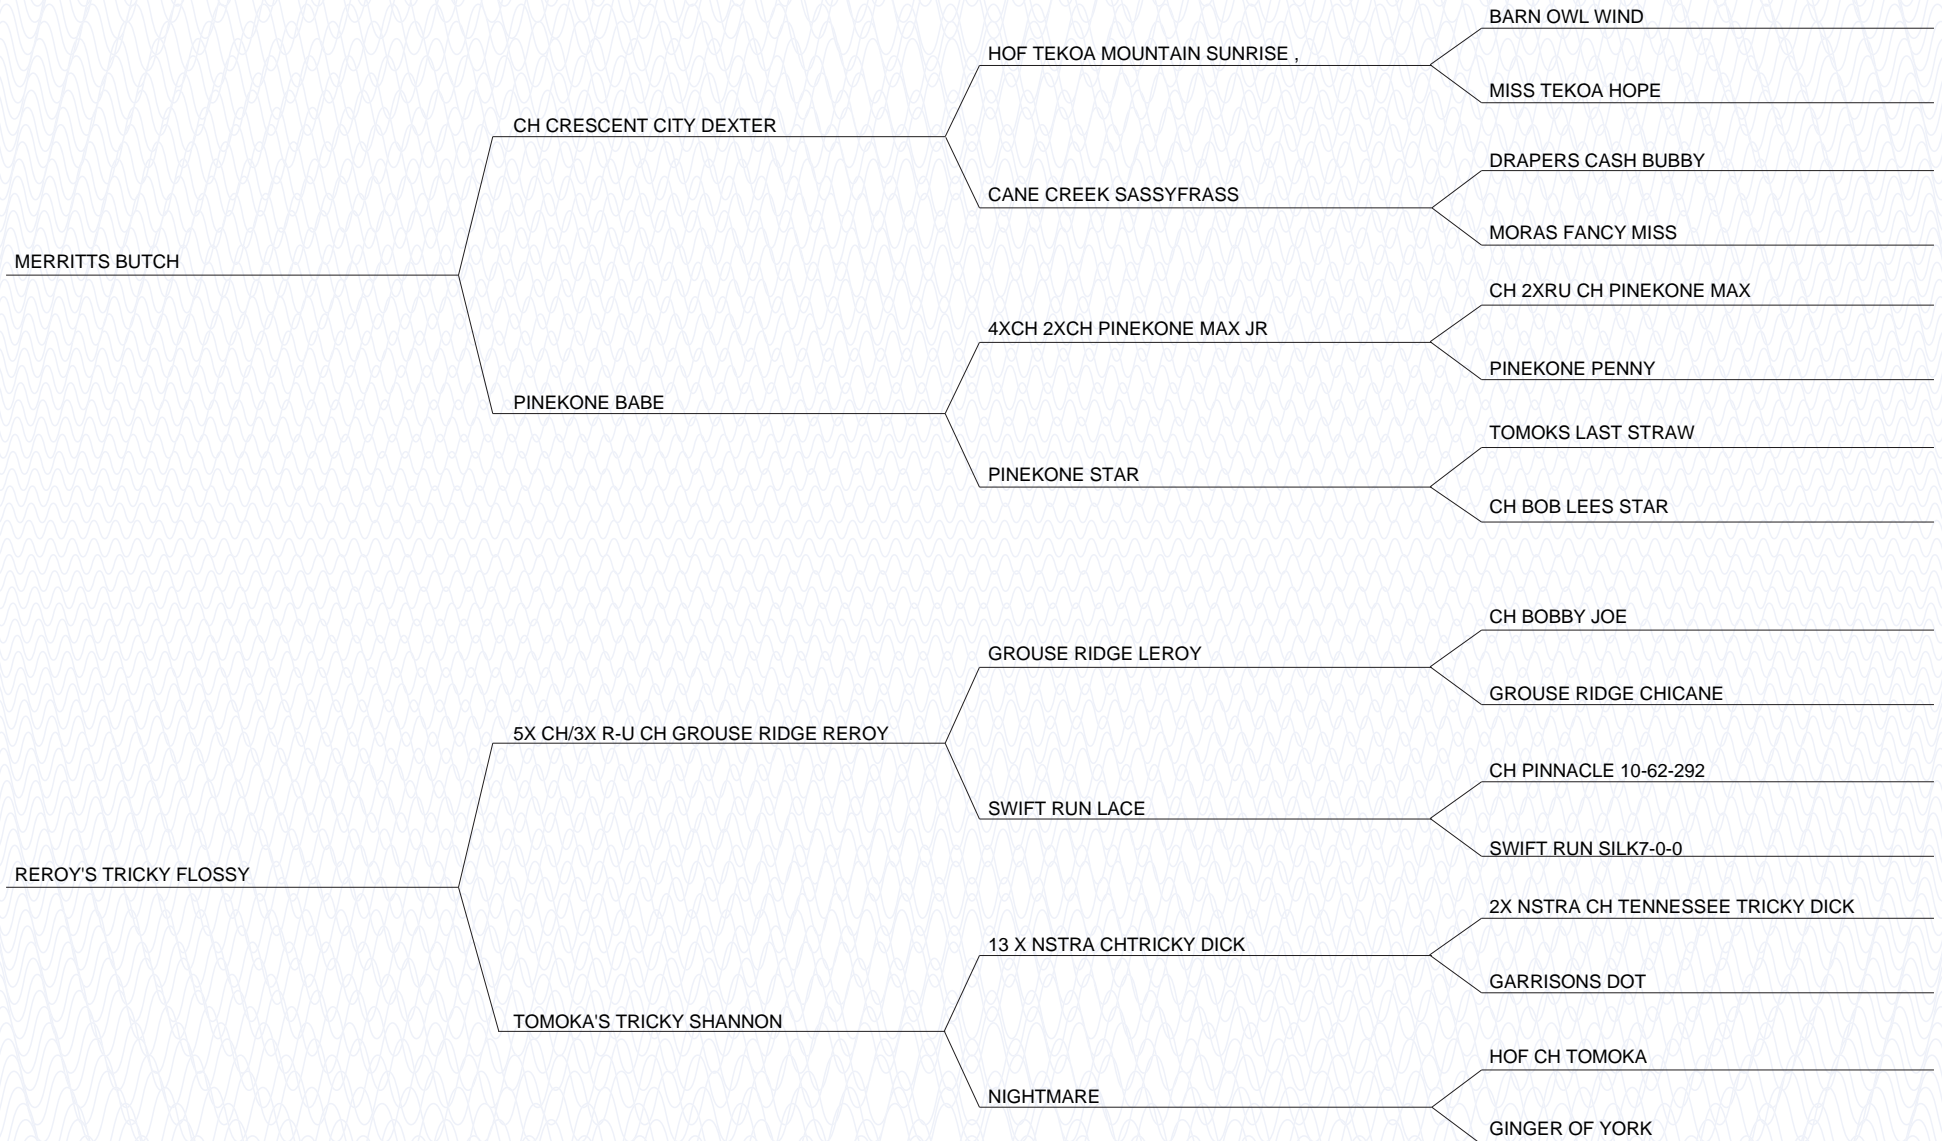 BARN OWL WIND
HOF TEKOA MOUNTAIN SUNRISE ,
MISS TEKOA HOPE
CH CRESCENT CITY DEXTER
DRAPERS CASH BUBBY
CANE CREEK SASSYFRASS
MORAS FANCY MISS
MERRITTS BUTCH
CH 2XRU CH PINEKONE MAX
4XCH 2XCH PINEKONE MAX JR
PINEKONE PENNY
PINEKONE BABE
TOMOKS LAST STRAW
PINEKONE STAR
CH BOB LEES STAR
CH BOBBY JOE
GROUSE RIDGE LEROY
GROUSE RIDGE CHICANE
5X CH/3X R-U CH GROUSE RIDGE REROY
CH PINNACLE 10-62-292
SWIFT RUN LACE
SWIFT RUN SILK7-0-0
REROY'S TRICKY FLOSSY
2X NSTRA CH TENNESSEE TRICKY DICK
13 X NSTRA CHTRICKY DICK
GARRISONS DOT
TOMOKA'S TRICKY SHANNON
HOF CH TOMOKA
NIGHTMARE
GINGER OF YORK